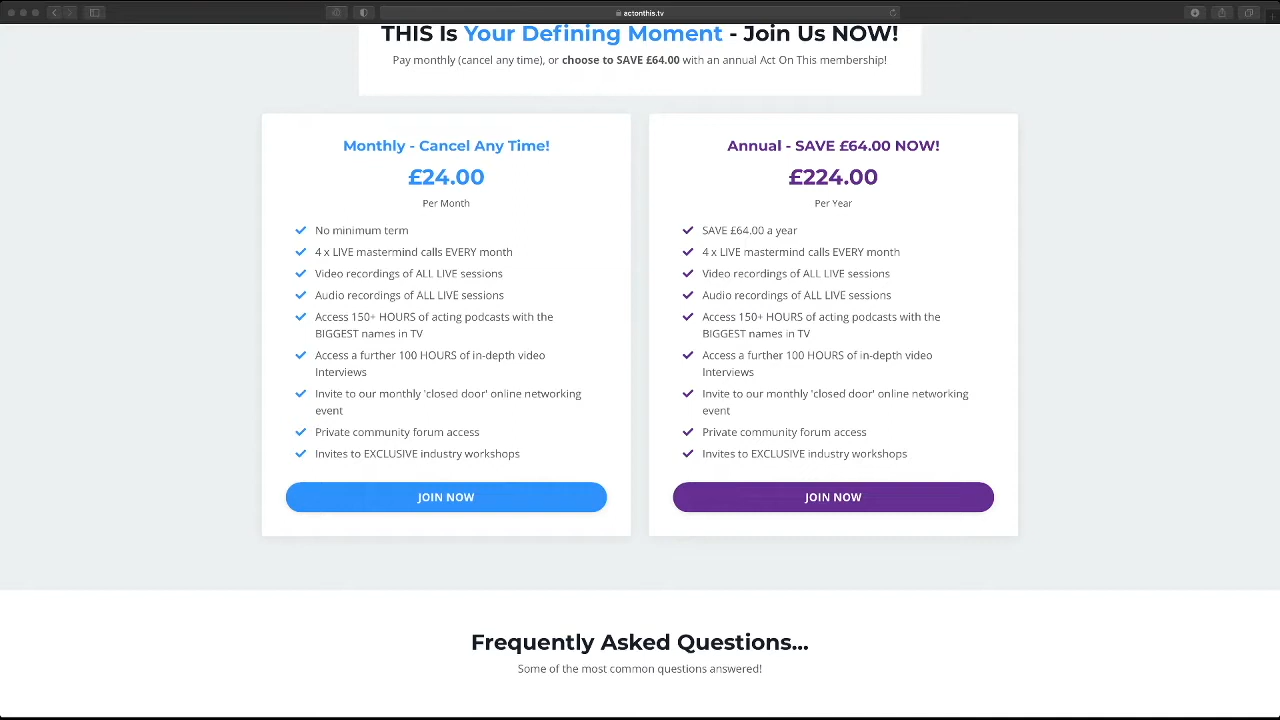 actonthis.tv
THIS Is Your Defining Moment - Join Us NOW!
Pay monthly (cancel any time), or choose to SAVE £64.00 with an annual Act On This membership!
Monthly - Cancel Any Time!
£24.00
Per Month
No minimum term
4 x LIVE mastermind calls EVERY month
Video recordings of ALL LIVE sessions
Audio recordings of ALL LIVE sessions
Access 150+ HOURS of acting podcasts with the
BIGGEST names in TV
Access a further 100 HOURS of in-depth video
Interviews
Invite to our monthly 'closed door' online networking
event
Private community forum access
Invites to EXCLUSIVE industry workshops
JOIN NOW
Annual - SAVE £64.00 NOW!
£224.00
Per Year
SAVE £64.00 a year
4 x LIVE mastermind calls EVERY month
Video recordings of ALL LIVE sessions
Audio recordings of ALL LIVE sessions
Access 150+ HOURS of acting podcasts with the
BIGGEST names in TV
Access a further 100 HOURS of in-depth video
Interviews
Invite to our monthly 'closed door' online networking
event
Private community forum access
Invites to EXCLUSIVE industry workshops
JOIN NOW
Frequently Asked Questions...
Some of the most common questions answered!